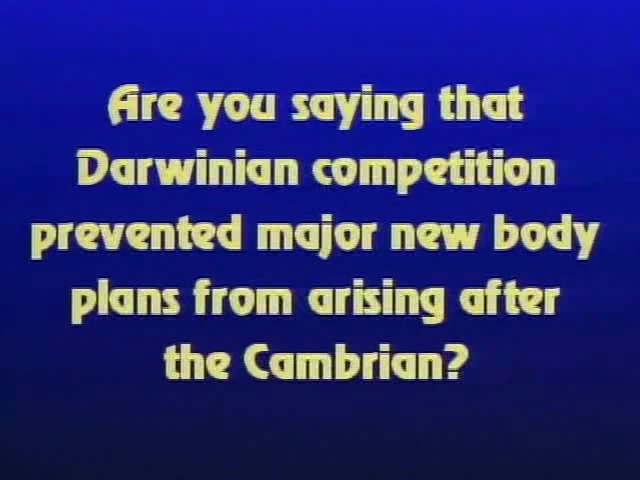 Are you saying that
Darwinian competition
prevented major new body
plans from arising after
the Cambrian?